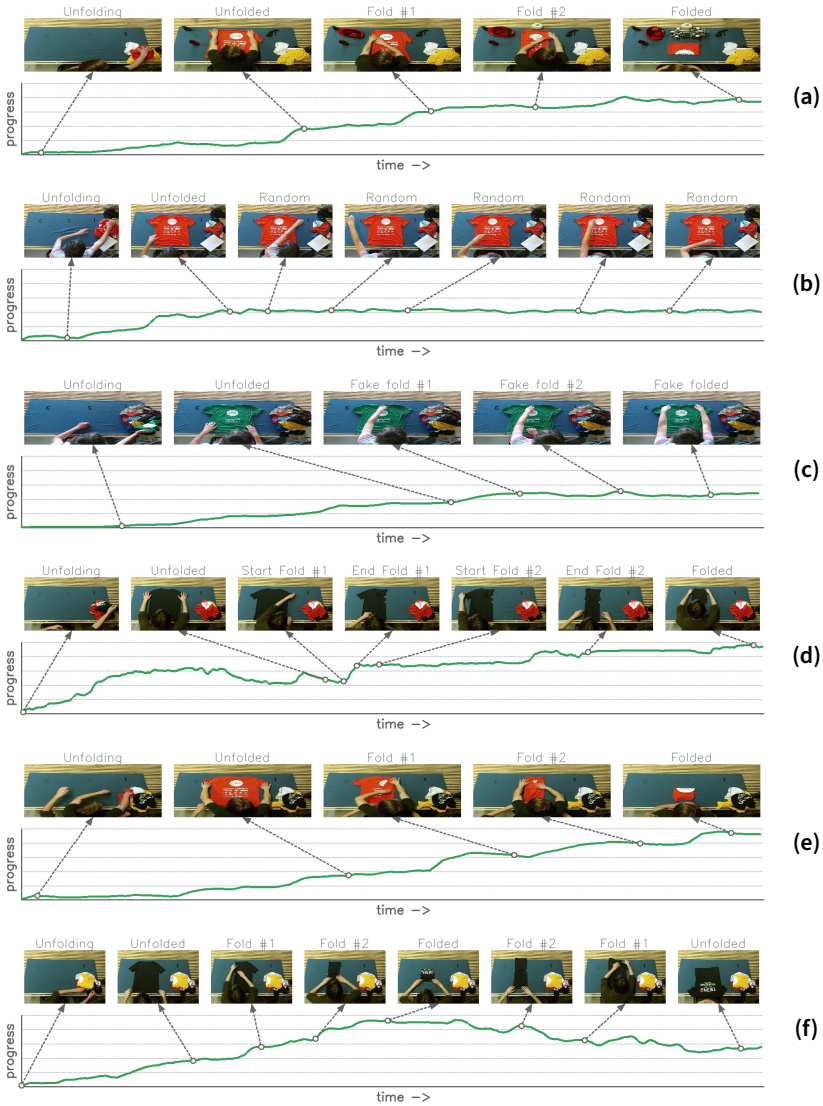 Unfolding Unfolded Fold #1 Fold #2 Folded
progress
(a)
time –>
Unfolding Unfolded Random Random Random Random Random
progress
(b)
time –>
Unfolding Unfolded Fake fold #1 Fake fold #2 Fake folded
progress
(c)
time –>
Unfolding Unfolded Start Fold #1 End Fold #1 Start Fold #2 End Fold #2 Folded
progress
(d)
time –>
Unfolding Unfolded Fold #1 Fold #2 Folded
progress
(e)
time –>
Unfolding Unfolded Fold #1 Fold #2 Folded Fold #2 Fold #1 Unfolded
progress
(f)
time –>